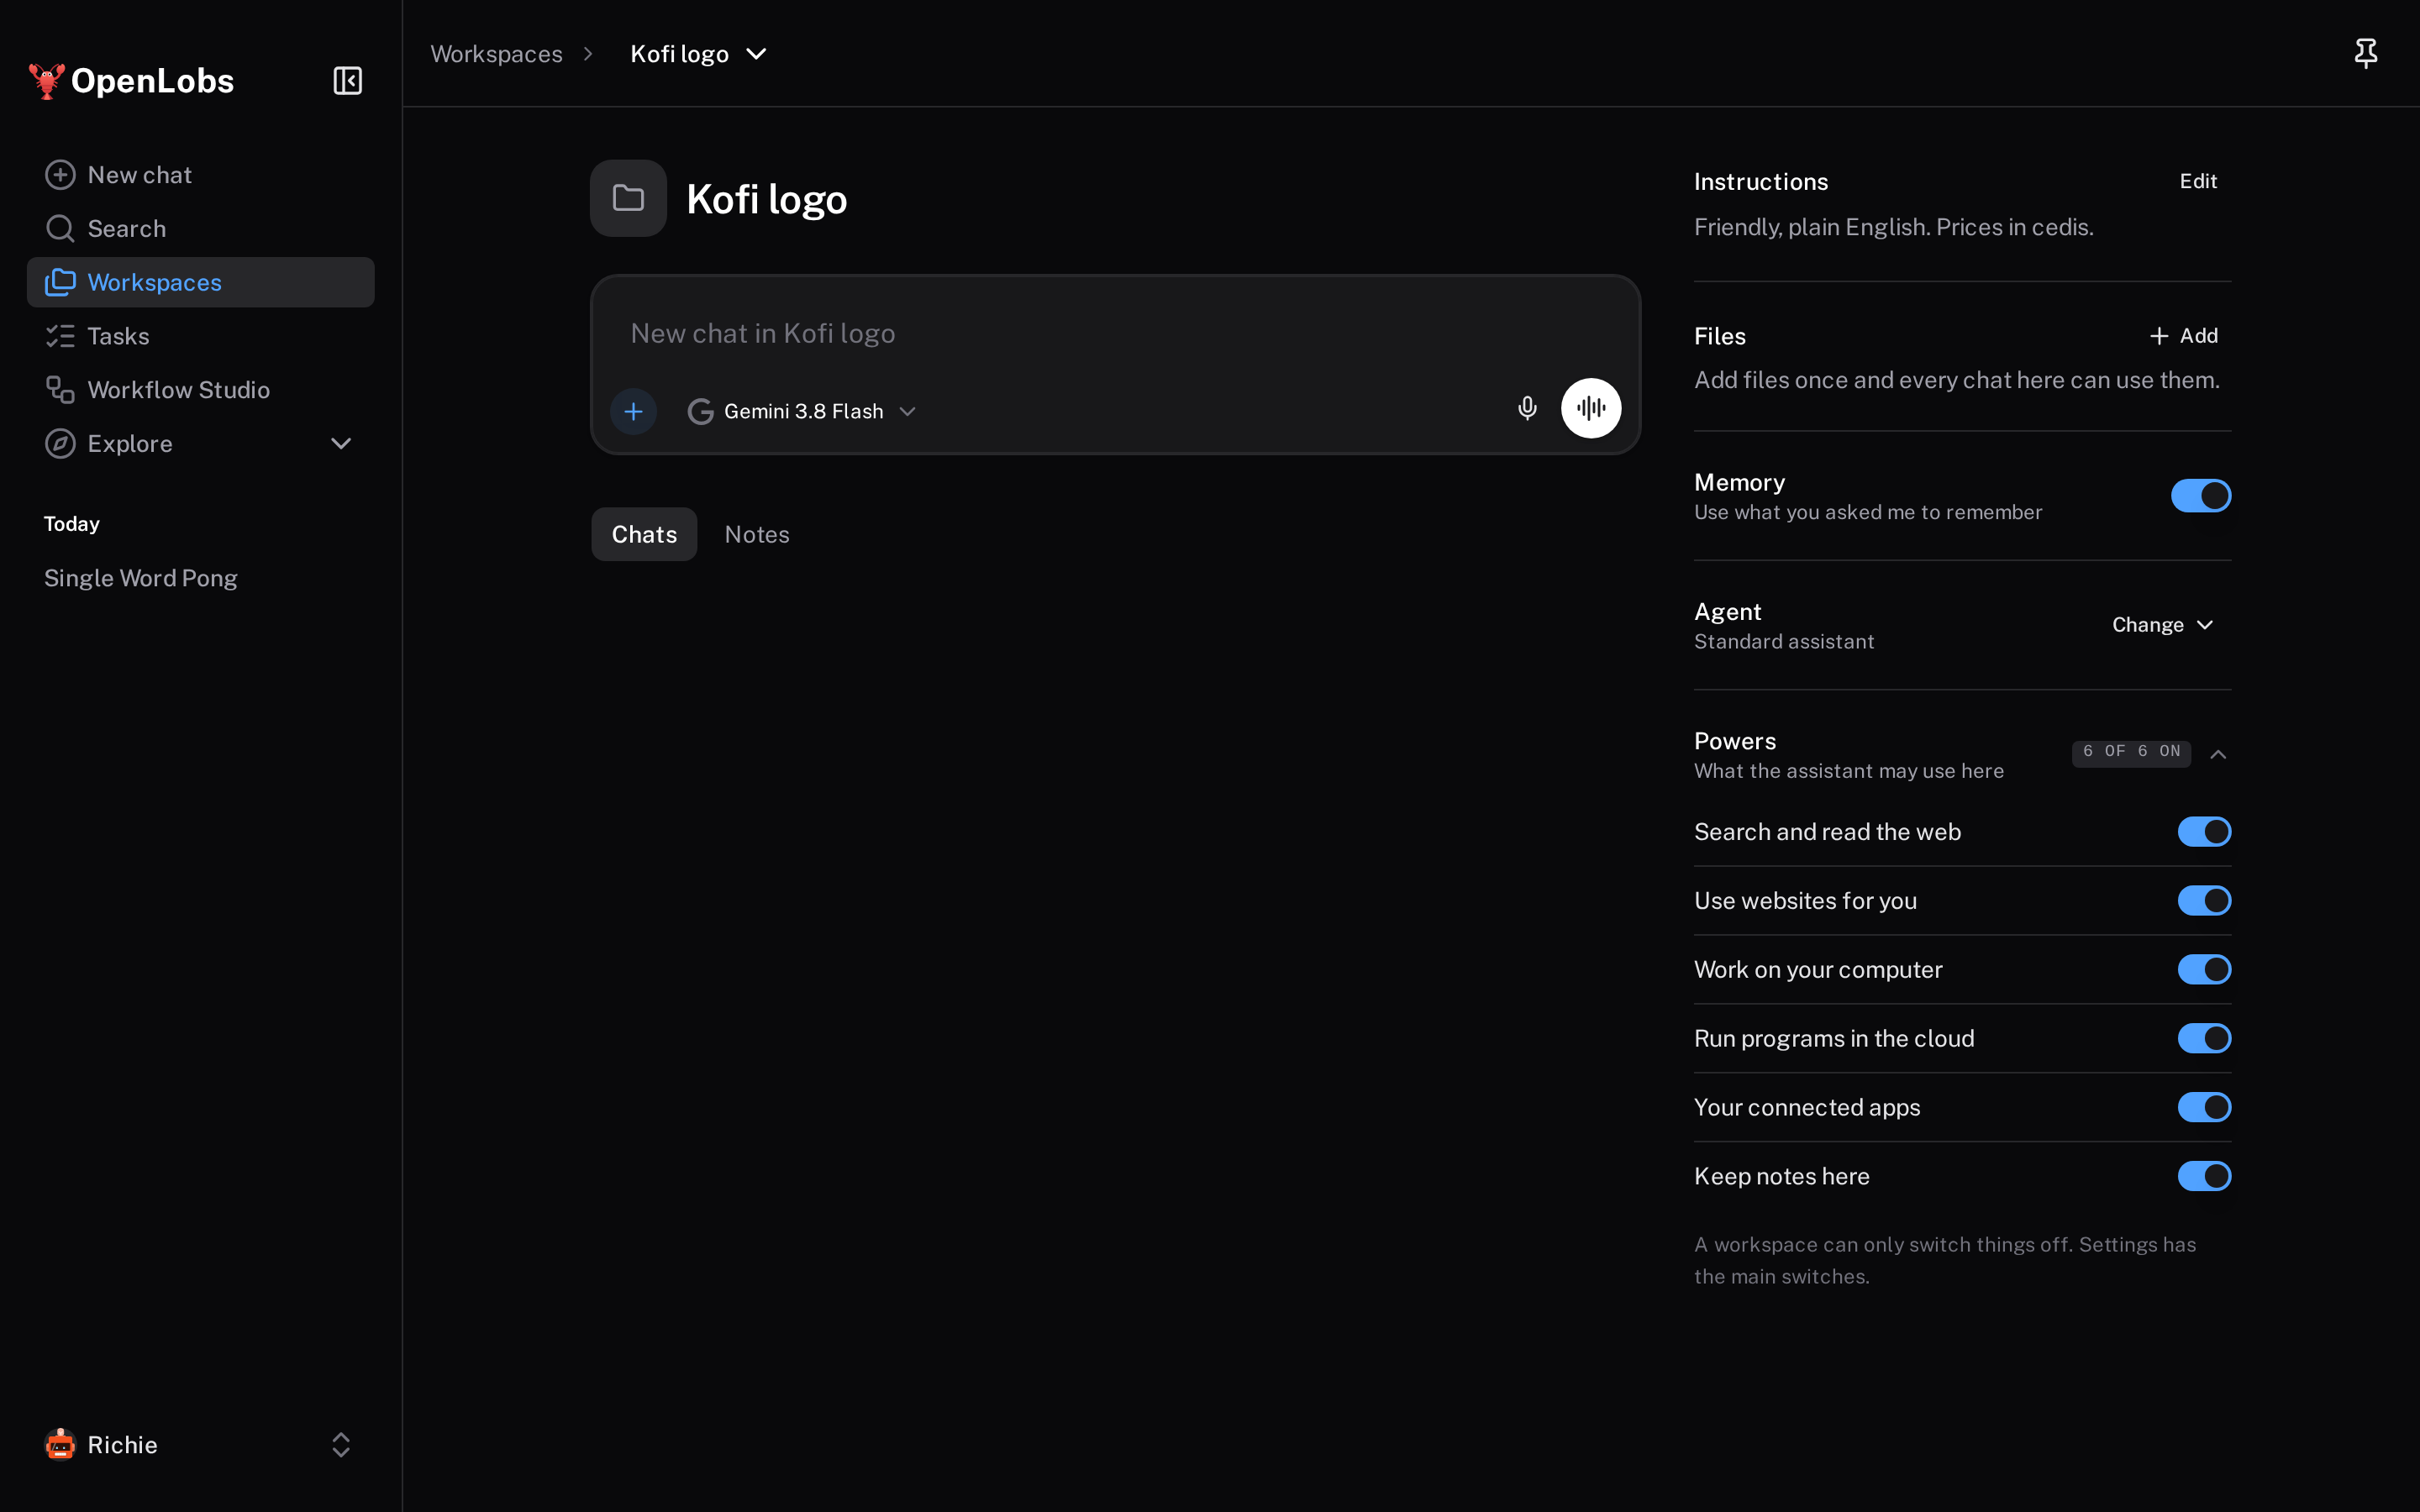 OpenLobs
New chat
Search
Workspaces
Tasks
Workflow Studio
Explore
Today
Single Word Pong
Richie
Workspaces
Kofi logo
Kofi logo
New chat in Kofi logo
Gemini 3.8 Flash
Chats
Notes
Instructions
Edit
Friendly, plain English. Prices in cedis.
Files
Add
Add files once and every chat here can use them.
Memory
Use what you asked me to remember
Agent
Standard assistant
Change
Powers
What the assistant may use here
6 OF 6 ON
Search and read the web
Use websites for you
Work on your computer
Run programs in the cloud
Your connected apps
Keep notes here
A workspace can only switch things off. Settings has
the main switches.